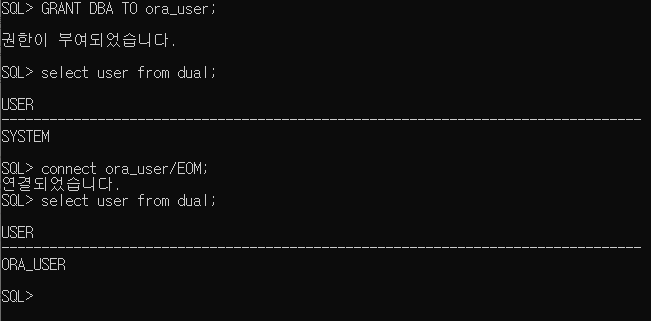 SQL> GRANT DBA TO ora_user;
권한이 부여되었습니다.
SQL> select user from dual;
USER
--------------------------------------------------------------------------------
SYSTEM
SQL> connect ora_user/EOM;
연결되었습니다.
SQL> select user from dual;
USER
--------------------------------------------------------------------------------
ORA_USER
SQL>